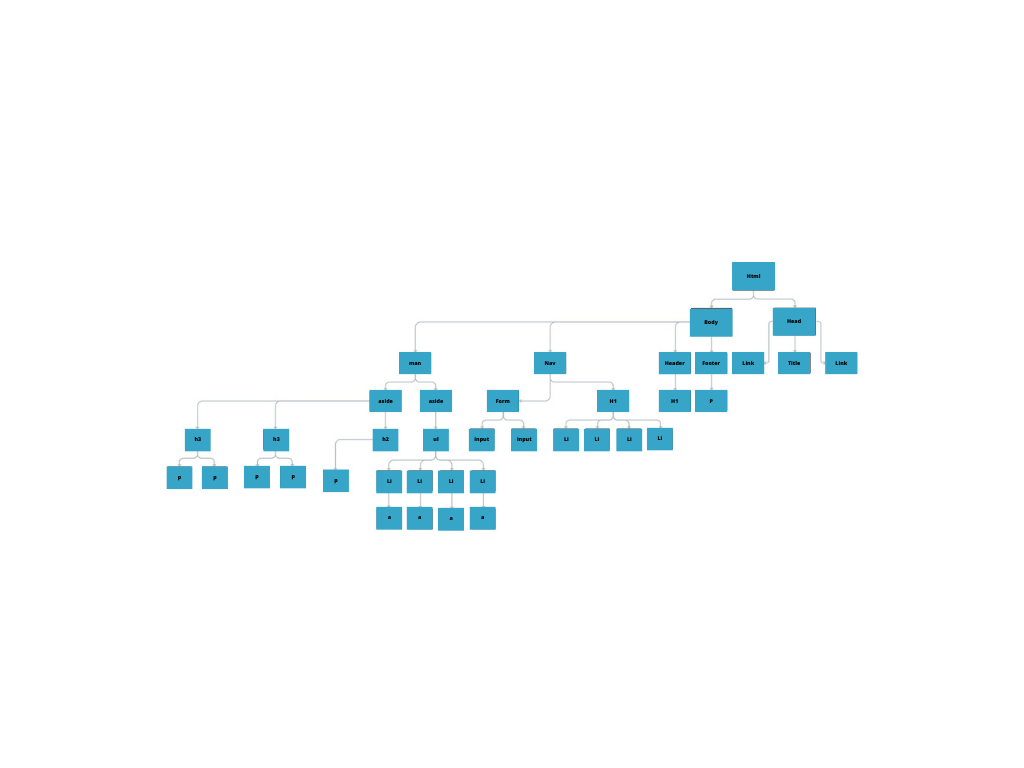 Html
Body
Head
man
Nav
Header
Footer
Link
Title
Link
aside
aside
Form
H1
H1
P
h3
h3
h2
ul
input
input
Li
Li
Li
Li
P
P
P
P
P
Li
Li
Li
Li
a
a
a
a